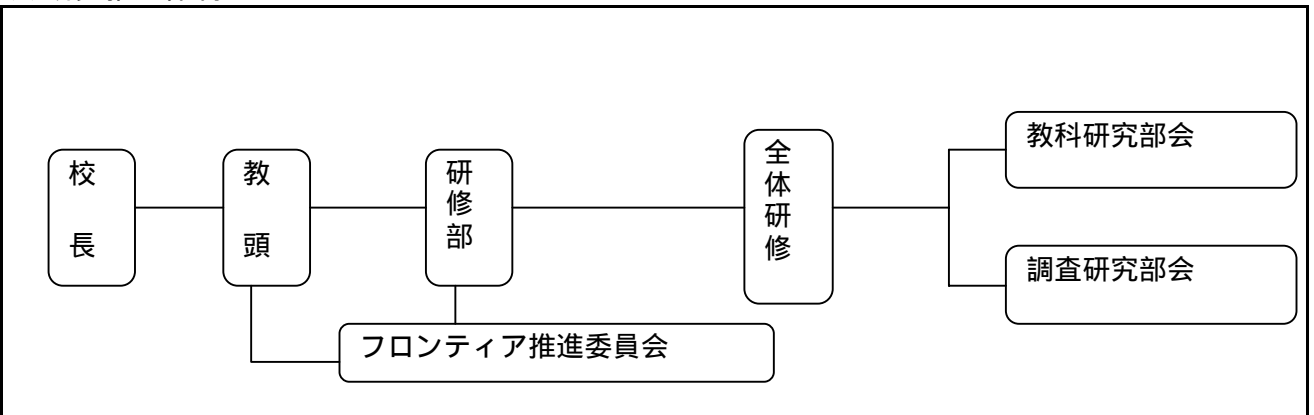 校長
教頭
研修部
全体研修
教科研究部会
調査研究部会
フロンティア推進委員会